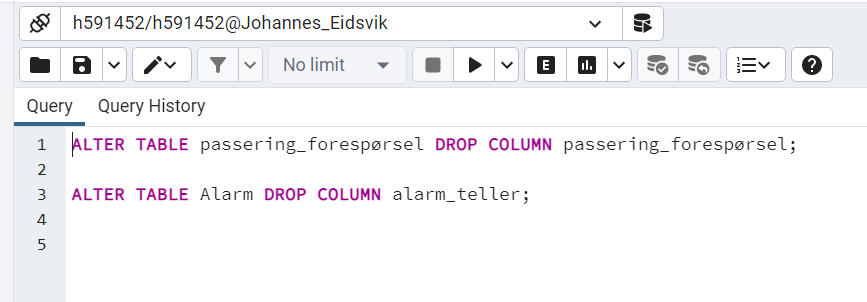 h591452/h591452@Johannes_Eidsvik
No limit
E
Query Query History
1 ALTER TABLE passering_forespørsel DROP COLUMN passering_forespørsel;
2
3 ALTER TABLE Alarm DROP COLUMN alarm_teller;
4
5